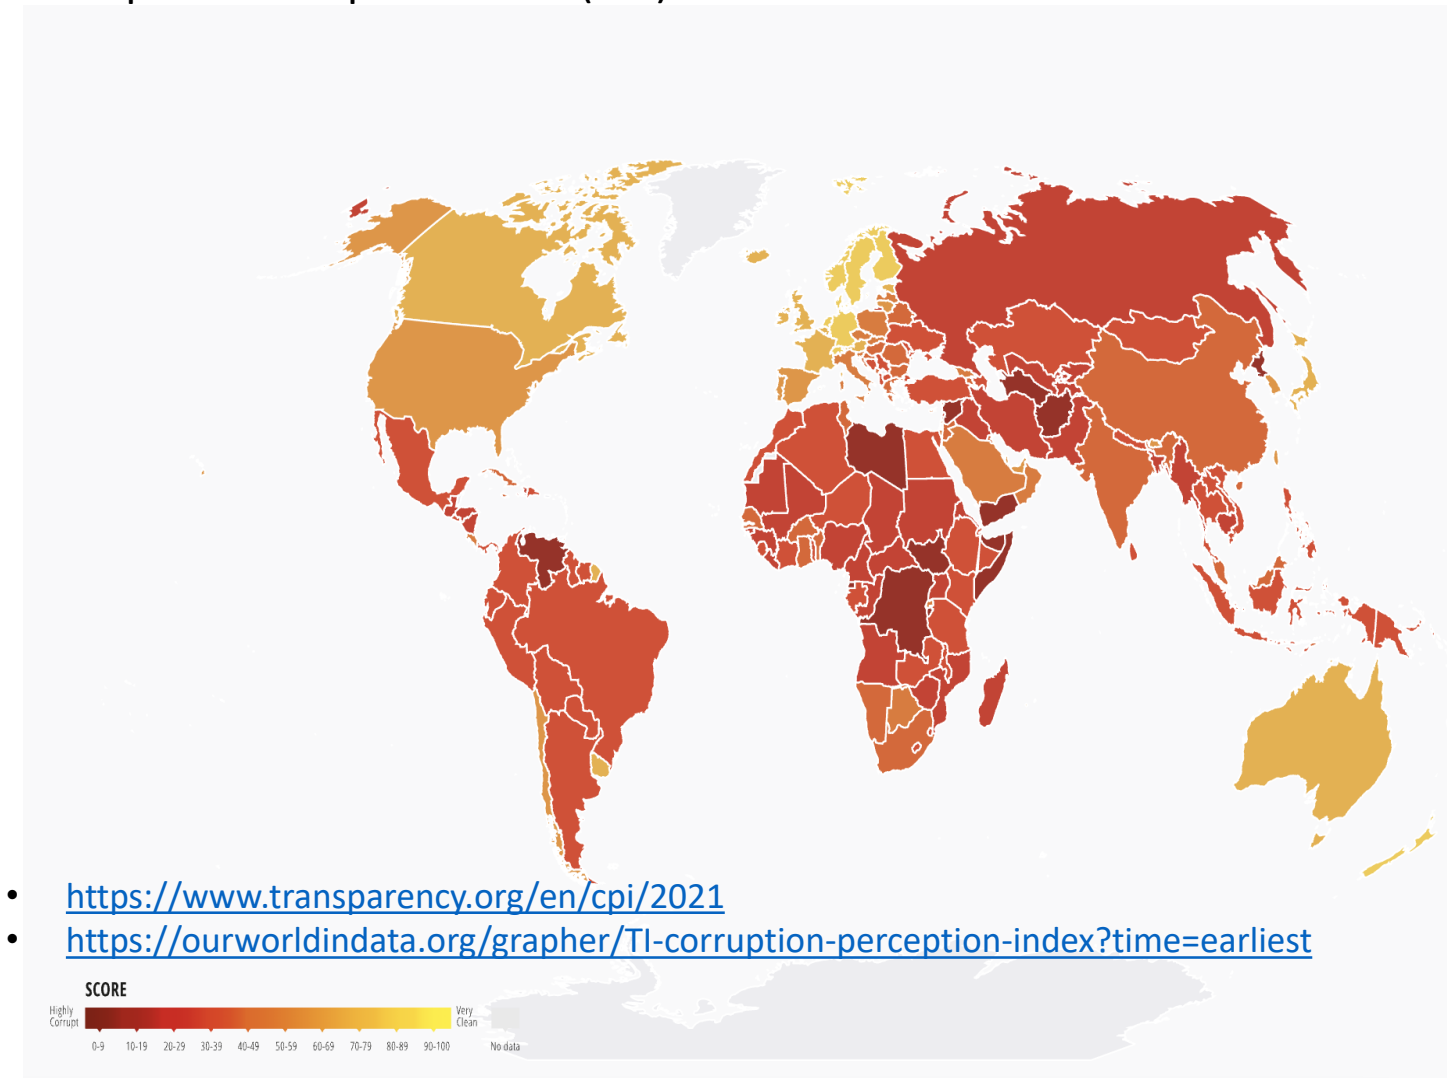 • https://www.transparency.org/en/cpi/2021
• https://ourworldindata.org/grapher/TI-corruption-perception-index?time=earliest
SCORE
Highly Corrupt
Very Clean
0-9 10-19 20-29 30-39 40-49 50-59 60-69 70-79 80-89 90-100 No data